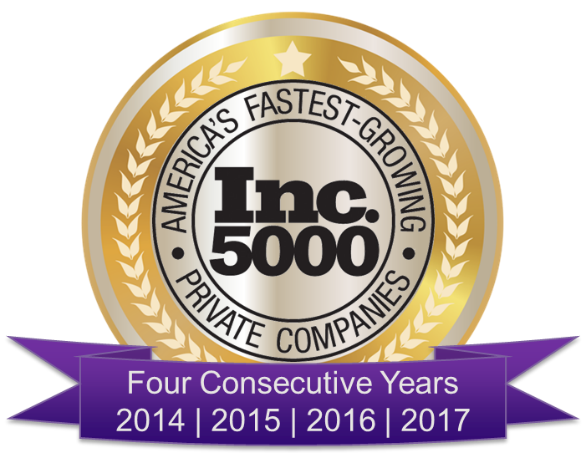 AMERICA'S FASTEST-GROWING
Inc.
5000
PRIVATE COMPANIES
Four Consecutive Years
2014 | 2015 | 2016 | 2017